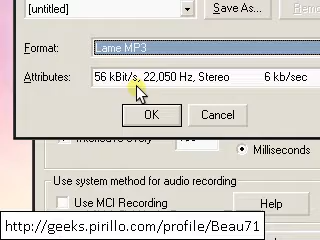 [untitled]
Save As...
Format:
Lame MP3
Attributes:
56 kBit/s, 22,050 Hz, Stereo 6 kb/sec
OK
Cancel
Milliseconds
Use system method for audio recording
Use MCI Recording
Help
http://geeks.pirillo.com/profile/Beau71